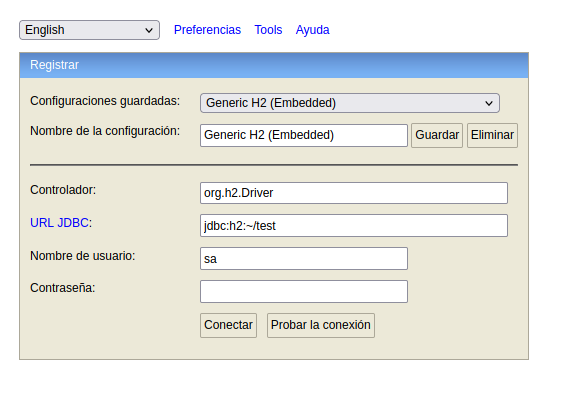 English Preferencias Tools Ayuda
Registrar
Configuraciones guardadas: Generic H2 (Embedded)
Nombre de la configuración: Generic H2 (Embedded) Guardar Eliminar
Controlador: org.h2.Driver
URL JDBC: jdbc:h2:~/test
Nombre de usuario: sa
Contraseña:
Conectar Probar la conexión